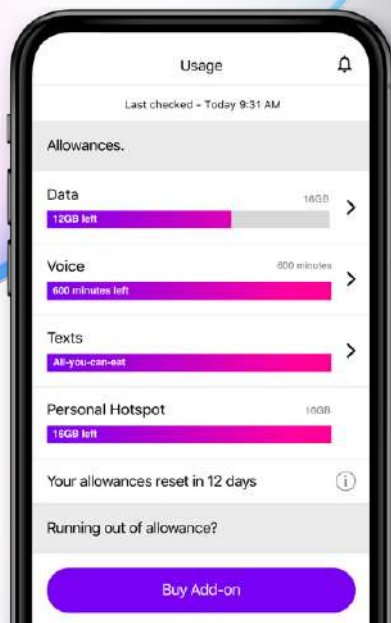 Usage
Last checked - Today 9:31 AM
Allowances.
Data
16GB
12GB left
Voice
600 minutes
600 minutes left
Texts
All-you-can-eat
Personal Hotspot
16GB
16GB left
Your allowances reset in 12 days
Running out of allowance?
Buy Add-on